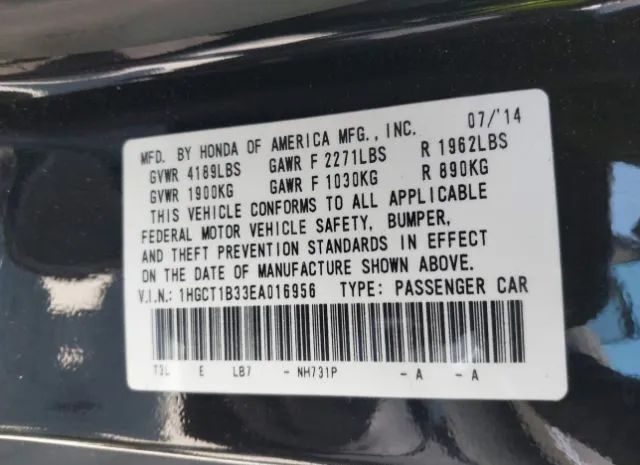 07/'14
MFD. BY HONDA OF AMERICA MFG., INC.
GVWR 4189LBS GAWR F 2271LBS R 1962LBS
GVWR 1900KG GAWR F 1030KG R 890KG
THIS VEHICLE CONFORMS TO ALL APPLICABLE
FEDERAL MOTOR VEHICLE SAFETY, BUMPER,
AND THEFT PREVENTION STANDARDS IN EFFECT
ON THE DATE OF MANUFACTURE SHOWN ABOVE.
V.I.N.: 1HGCT1B33EA016956 TYPE: PASSENGER CAR
T3L E LB7 - NH731P - A - A